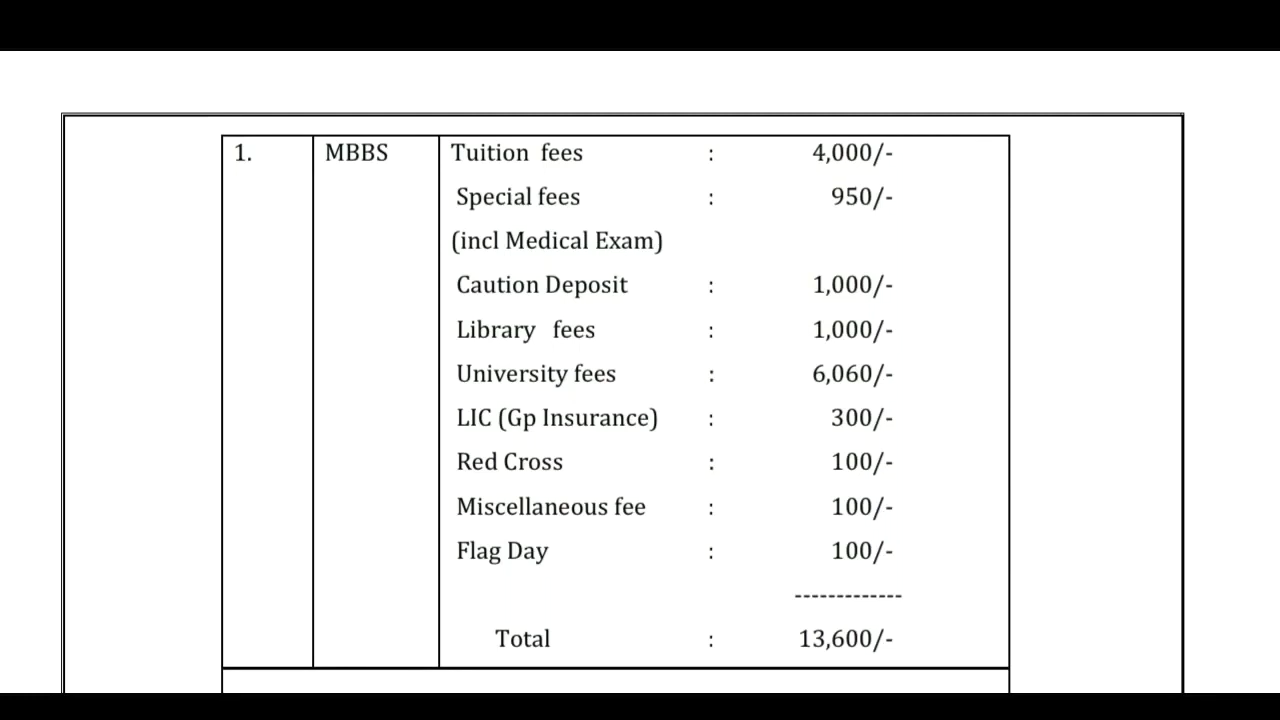 1. MBBS Tuition fees : 4,000/-
Special fees : 950/-
(incl Medical Exam)
Caution Deposit : 1,000/-
Library fees : 1,000/-
University fees : 6,060/-
LIC (Gp Insurance) : 300/-
Red Cross : 100/-
Miscellaneous fee : 100/-
Flag Day : 100/-
-------------
Total : 13,600/-